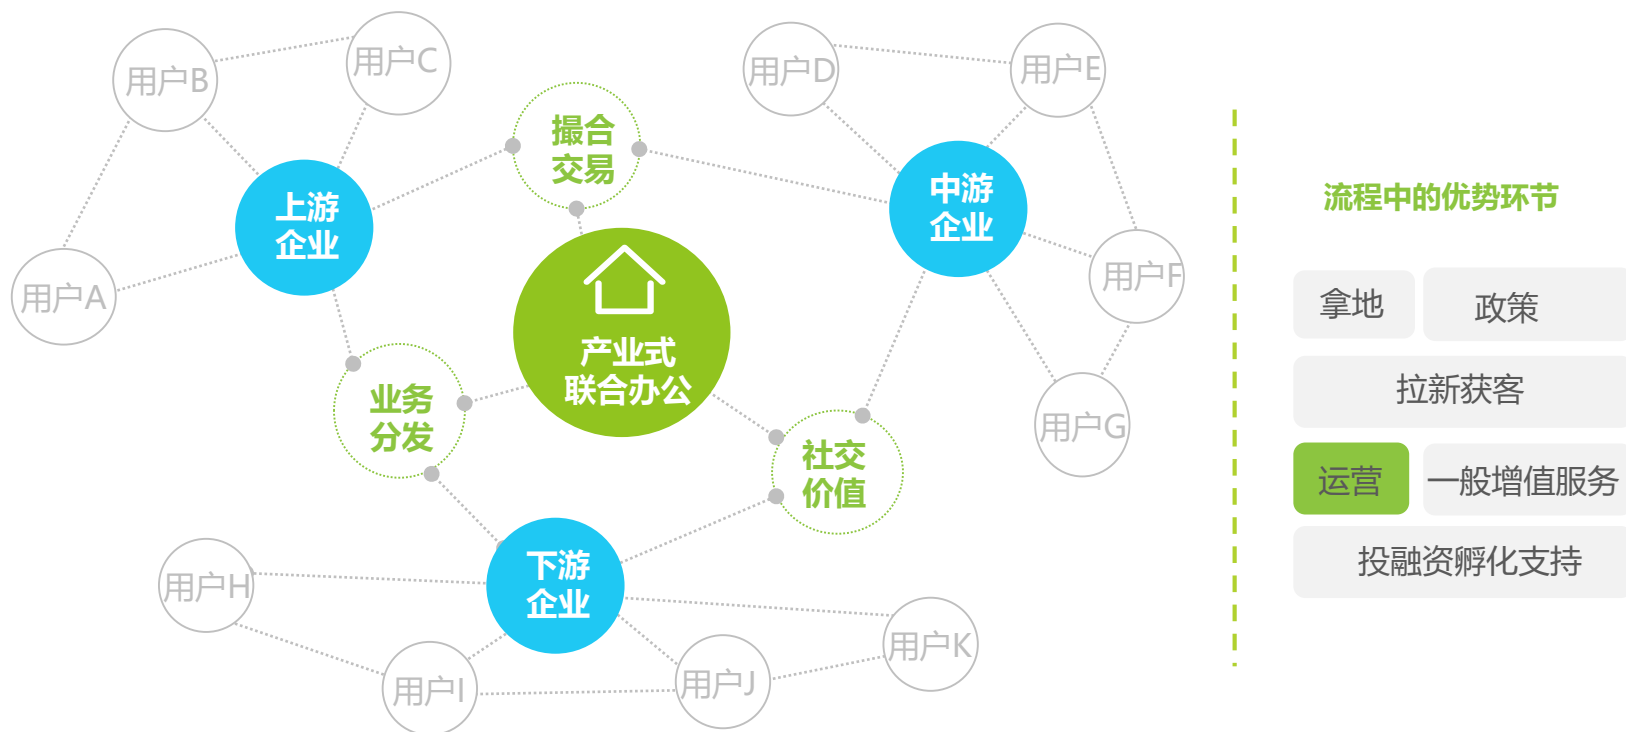 用户B
用户C
用户D
用户E
撮合
交易
上游
企业
中游
企业
用户A
用户F
产业式
联合办公
业务
分发
用户G
社交
价值
下游
企业
用户H
用户I
用户J
用户K
流程中的优势环节
拿地
政策
拉新获客
运营
一般增值服务
投融资孵化支持